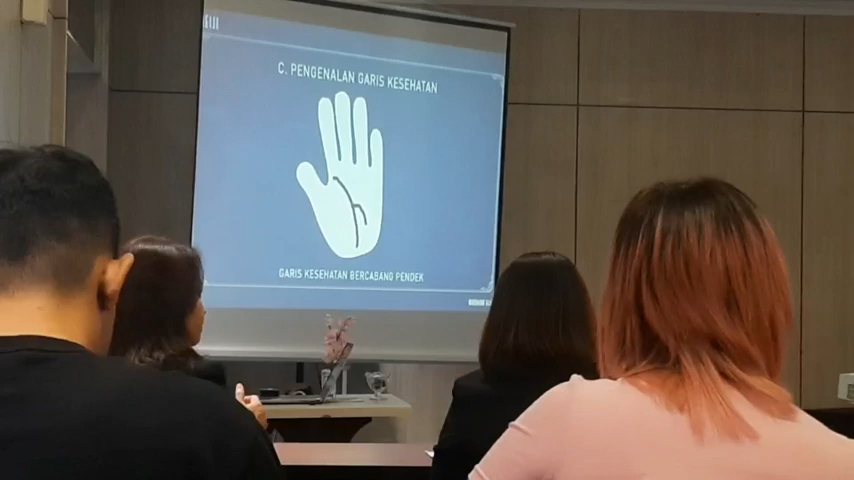 C. PENGENALAN GARIS KESEHATAN
GARIS KESEHATAN BERCABANG PENDEK